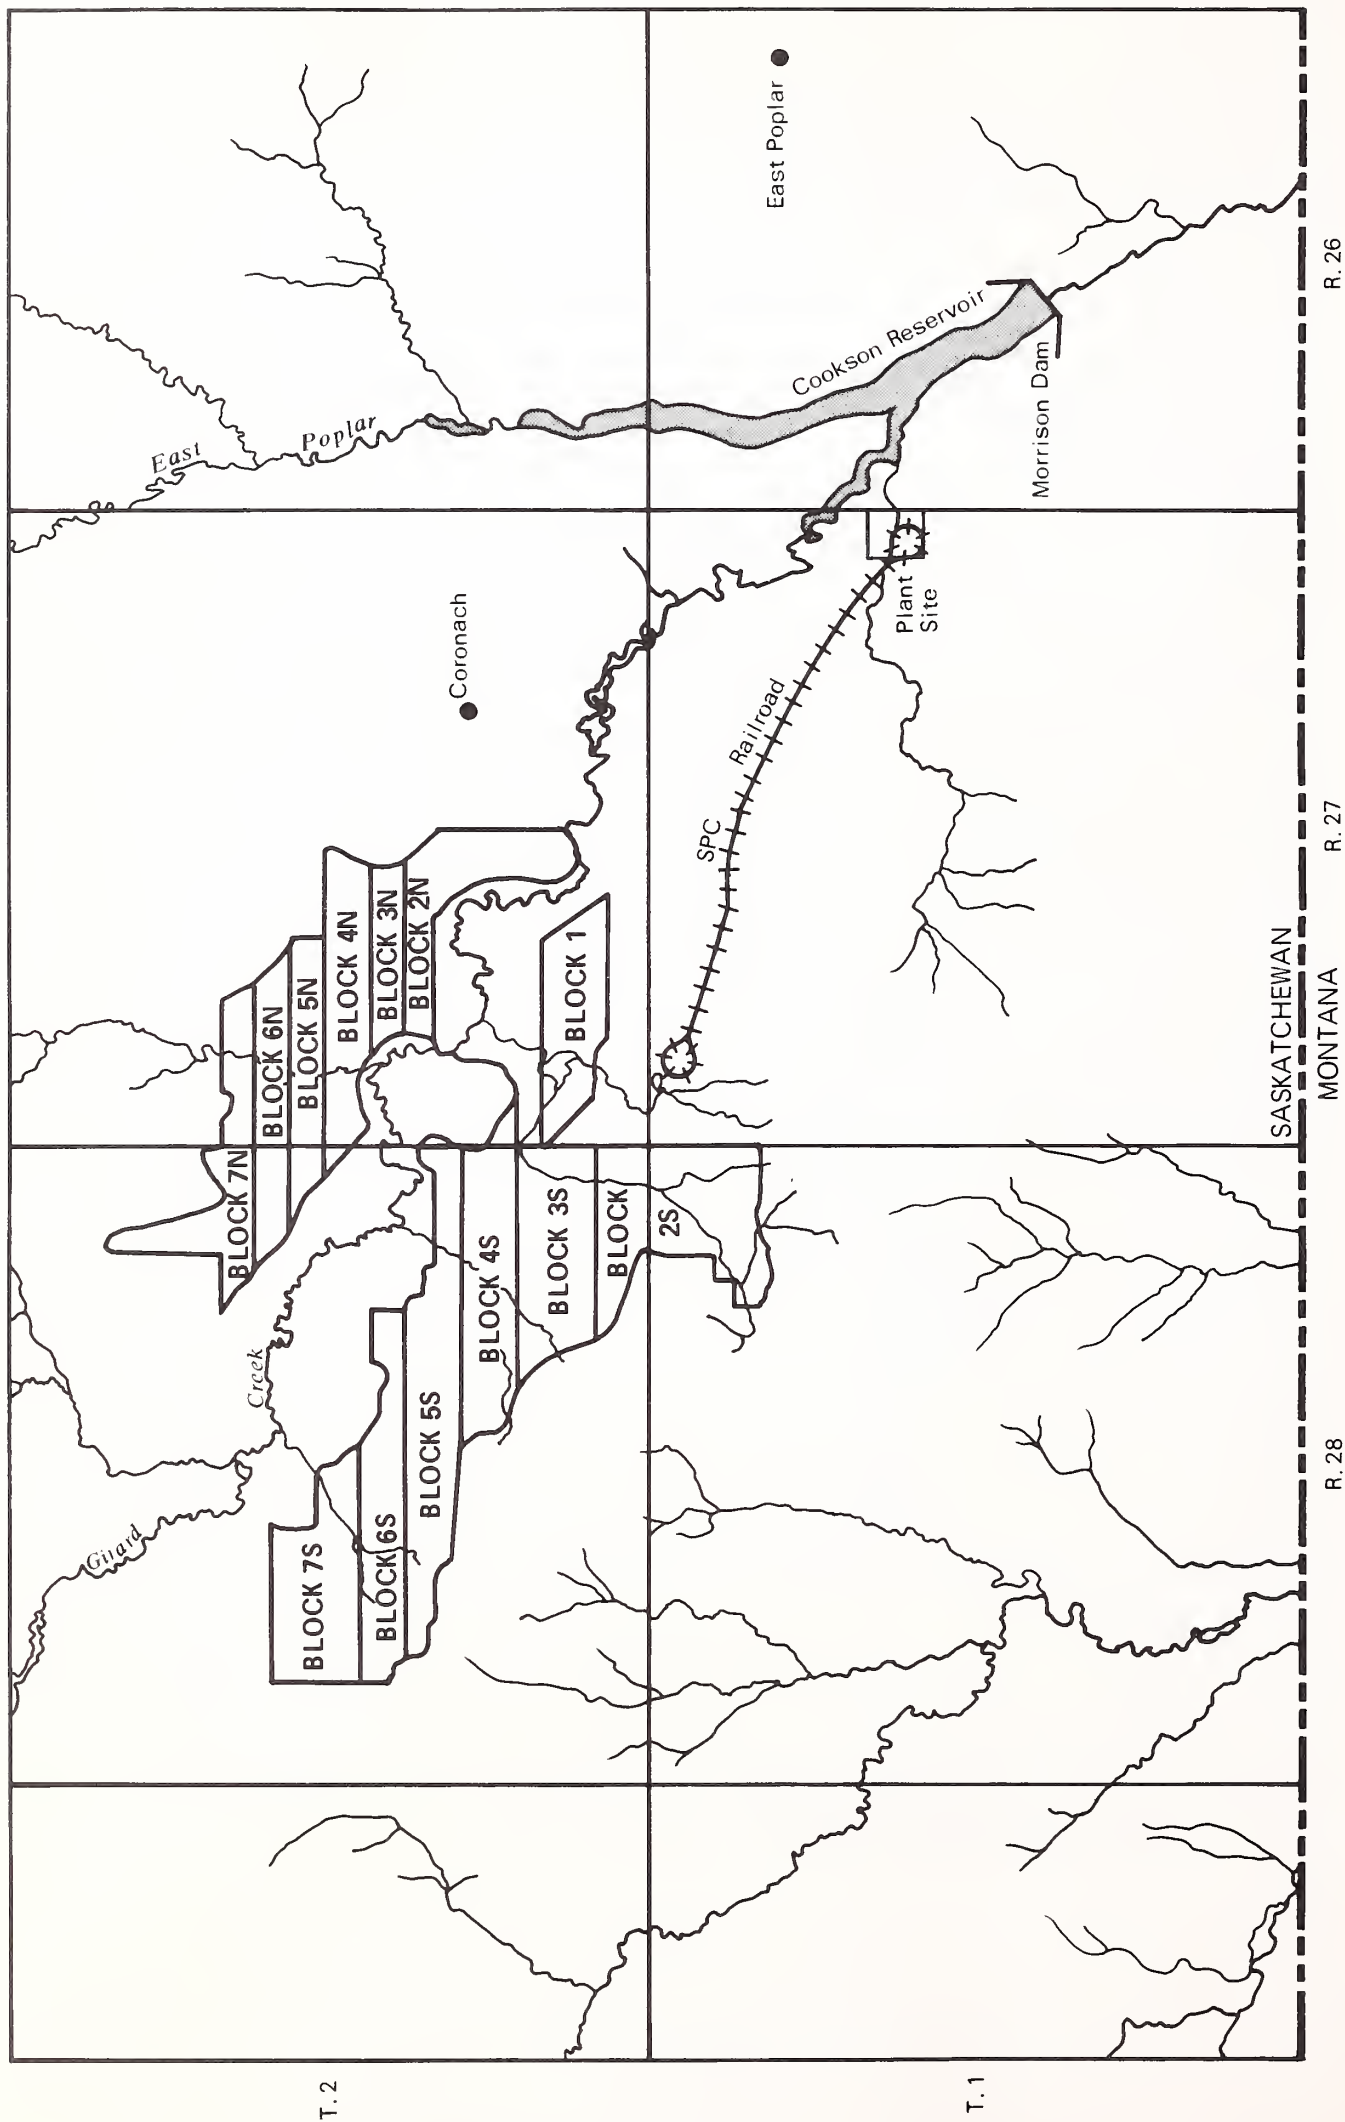 T. 2
T. 1
R. 28
R. 27
R. 26
SASKATCHEWAN
MONTANA
Girard
Creek
East
Poplar
Coronach
East Poplar
Cookson Reservoir
Morrison Dam
Plant
Site
SPC
Railroad
BLOCK 7N
BLOCK 6N
BLOCK 5N
BLOCK 4N
BLOCK 3N
BLOCK 2N
BLOCK 1
BLOCK
2S
BLOCK 3S
BLOCK 4S
BLOCK 5S
BLOCK 6S
BLOCK 7S